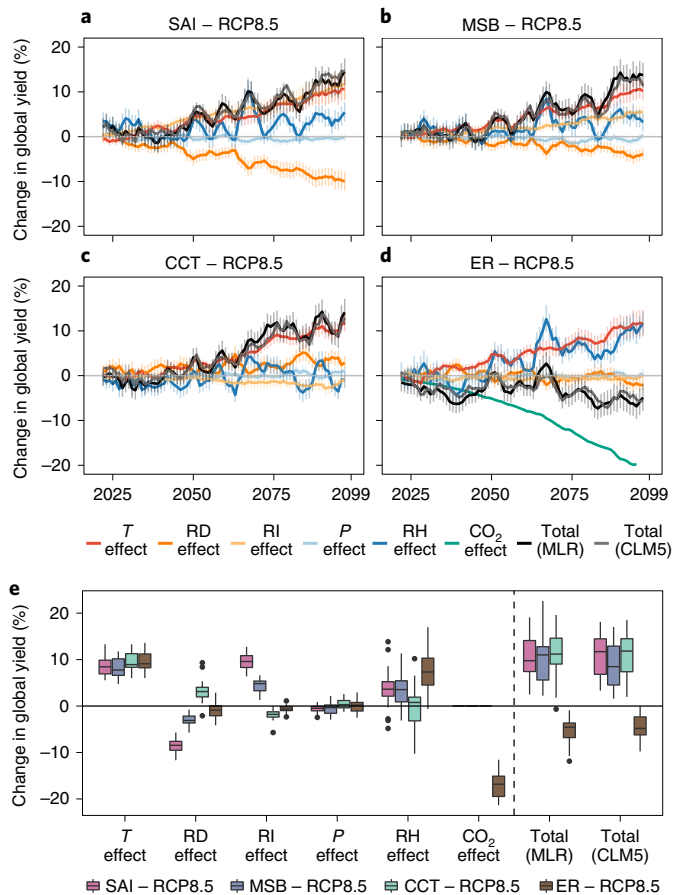 a
SAI – RCP8.5
b
MSB – RCP8.5
Change in global yield (%)
20
10
0
–10
–20
c
CCT – RCP8.5
d
ER – RCP8.5
Change in global yield (%)
20
10
0
–10
–20
2025 2050 2075 2099 2025 2050 2075 2099
T effect
RD effect
RI effect
P effect
RH effect
CO2 effect
Total (MLR)
Total (CLM5)
e
Change in global yield (%)
20
10
0
–10
–20
T effect
RD effect
RI effect
P effect
RH effect
CO2 effect
Total (MLR)
Total (CLM5)
SAI – RCP8.5 MSB – RCP8.5 CCT – RCP8.5 ER – RCP8.5